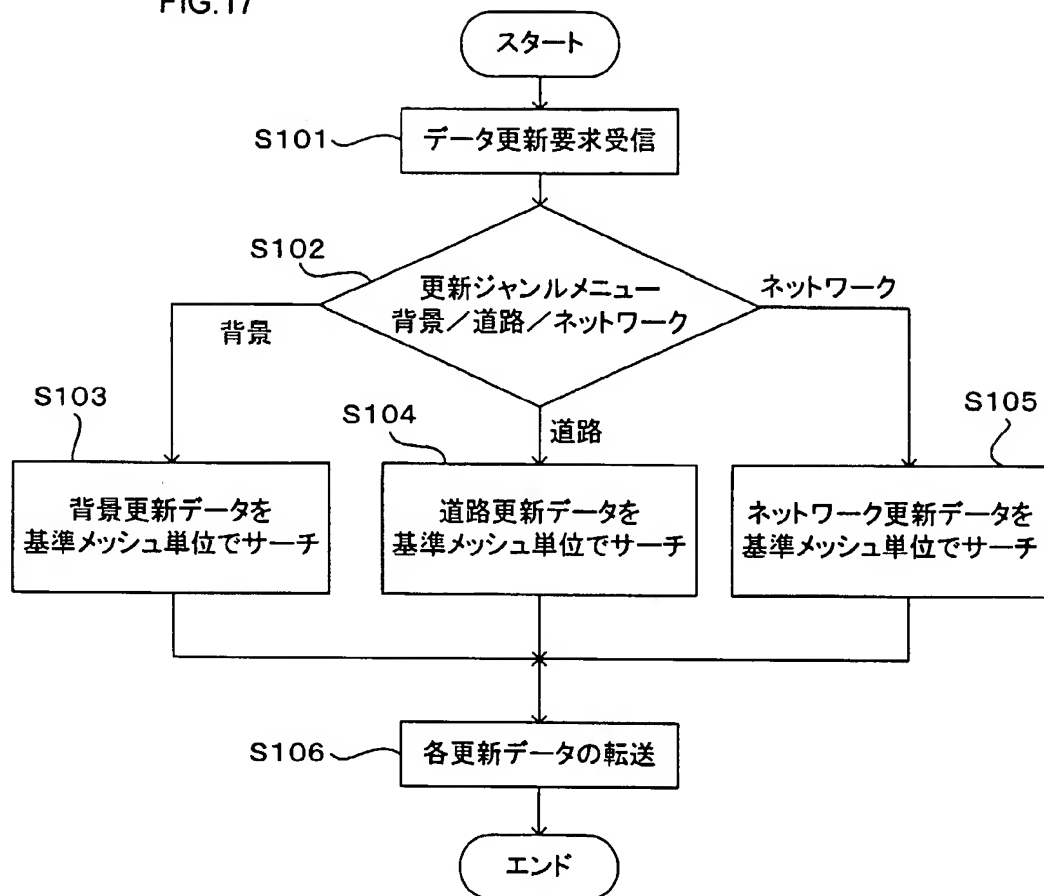 FIG.17
スタート
S101
データ更新要求受信
S102
更新ジャンルメニュー
背景／道路／ネットワーク
背景
ネットワーク
道路
S103
背景更新データを
基準メッシュ単位でサーチ
S104
道路更新データを
基準メッシュ単位でサーチ
S105
ネットワーク更新データを
基準メッシュ単位でサーチ
S106
各更新データの転送
エンド